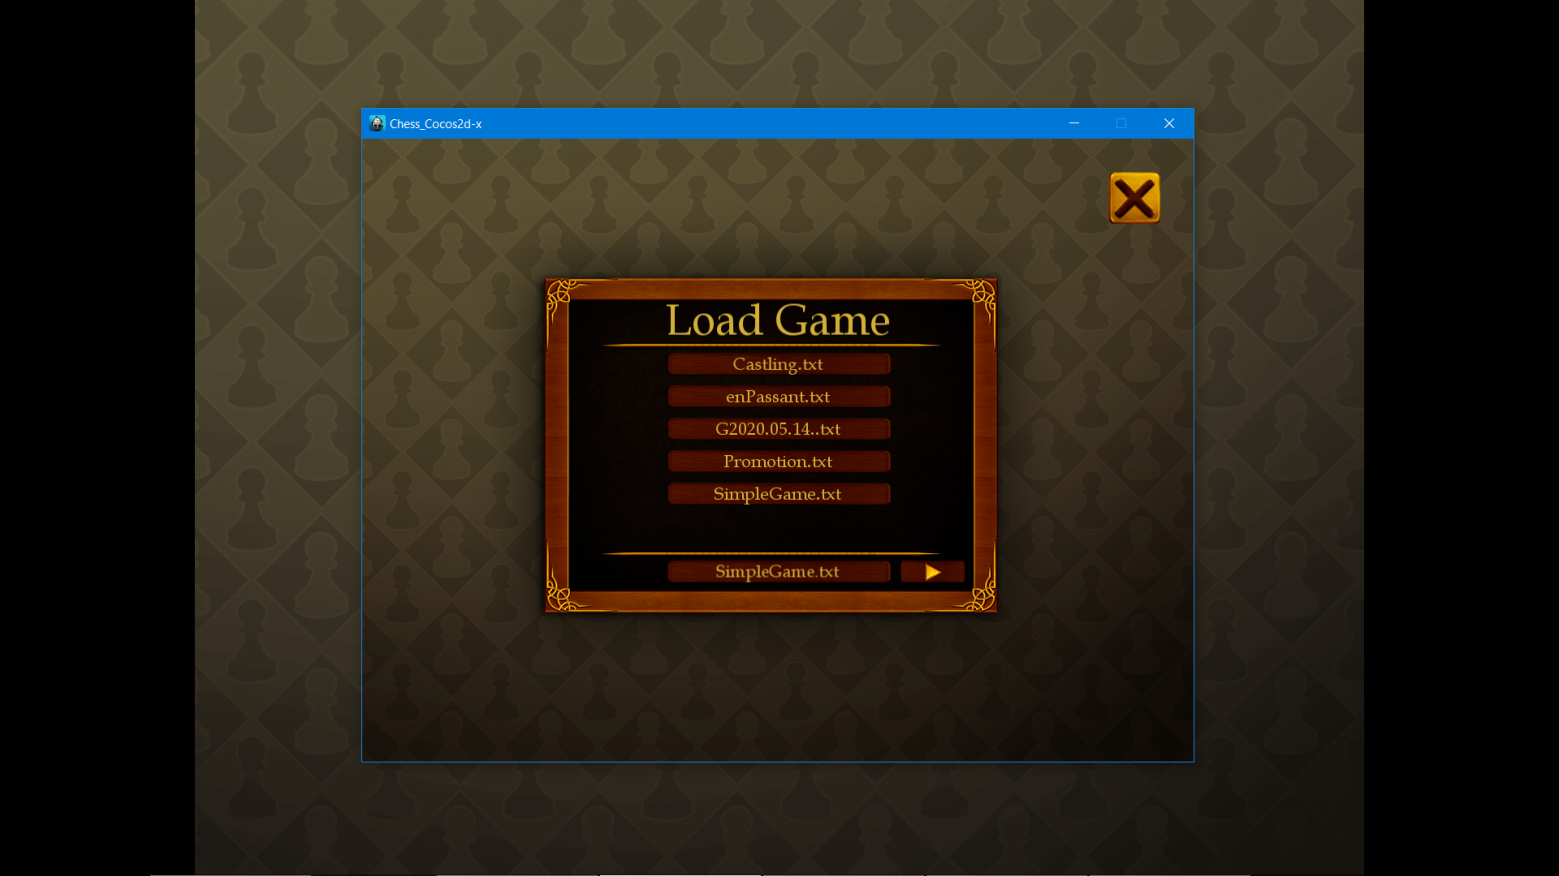 Chess_Cocos2d-x
Load Game
Castling.txt
enPassant.txt
G2020.05.14..txt
Promotion.txt
SimpleGame.txt
SimpleGame.txt